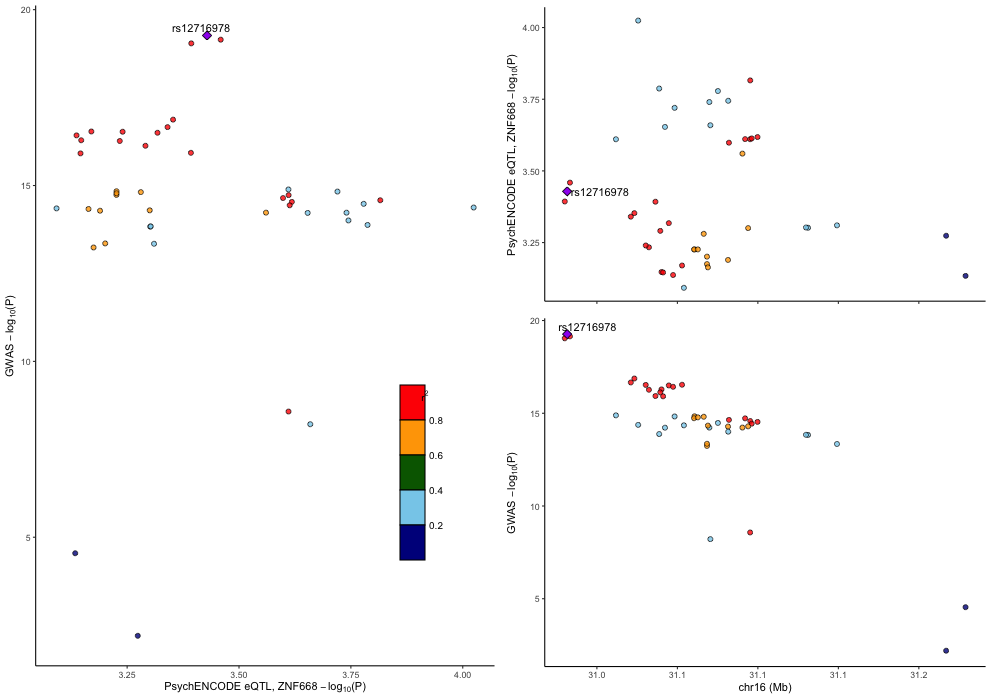 20
15
10
5
GWAS −log10(P)
rs12716978
r2
0.8
0.6
0.4
0.2
3.25
3.50
3.75
4.00
PsychENCODE eQTL, ZNF668 −log10(P)
4.00
3.75
3.50
3.25
PsychENCODE eQTL, ZNF668 −log10(P)
rs12716978
20
15
10
5
GWAS −log10(P)
rs12716978
31.0
31.1
31.1
31.1
31.2
chr16 (Mb)